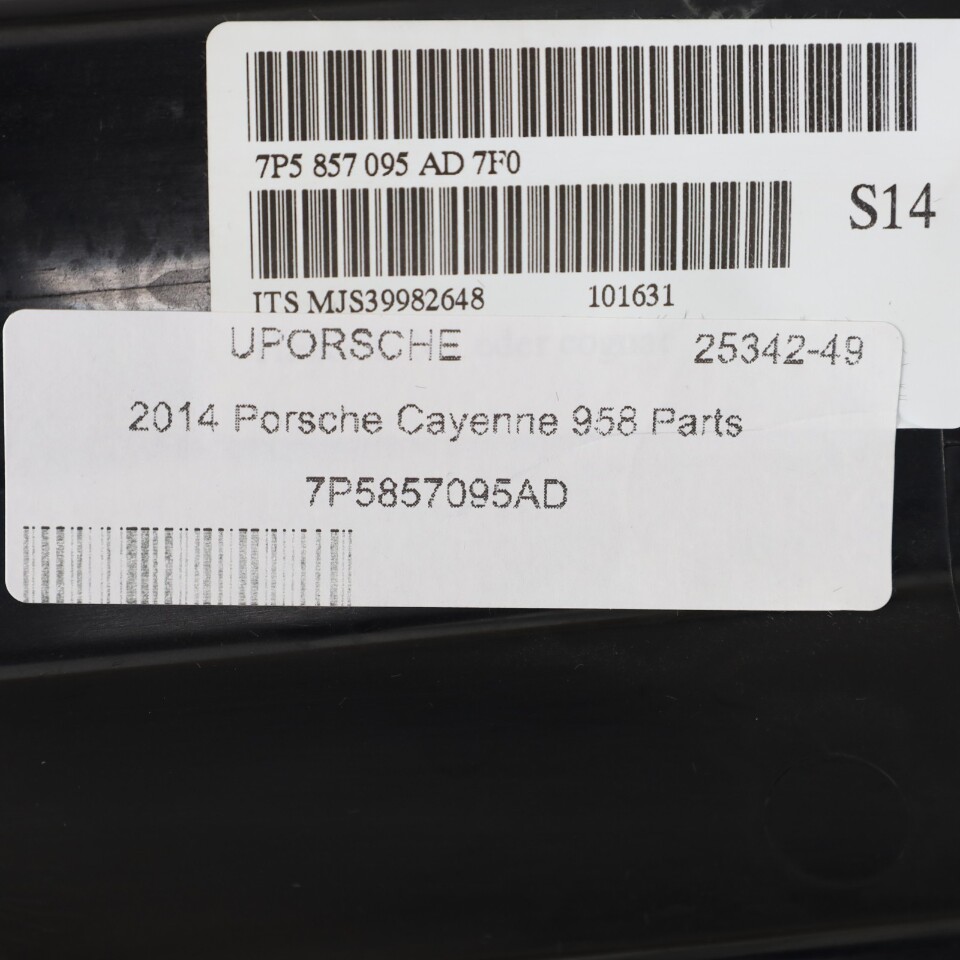 7P5 857 095 AD 7F0
S14
ITS MJS39982648 101631
UPORSCHE 25342-49
2014 Porsche Cayenne 958 Parts
7P5857095AD